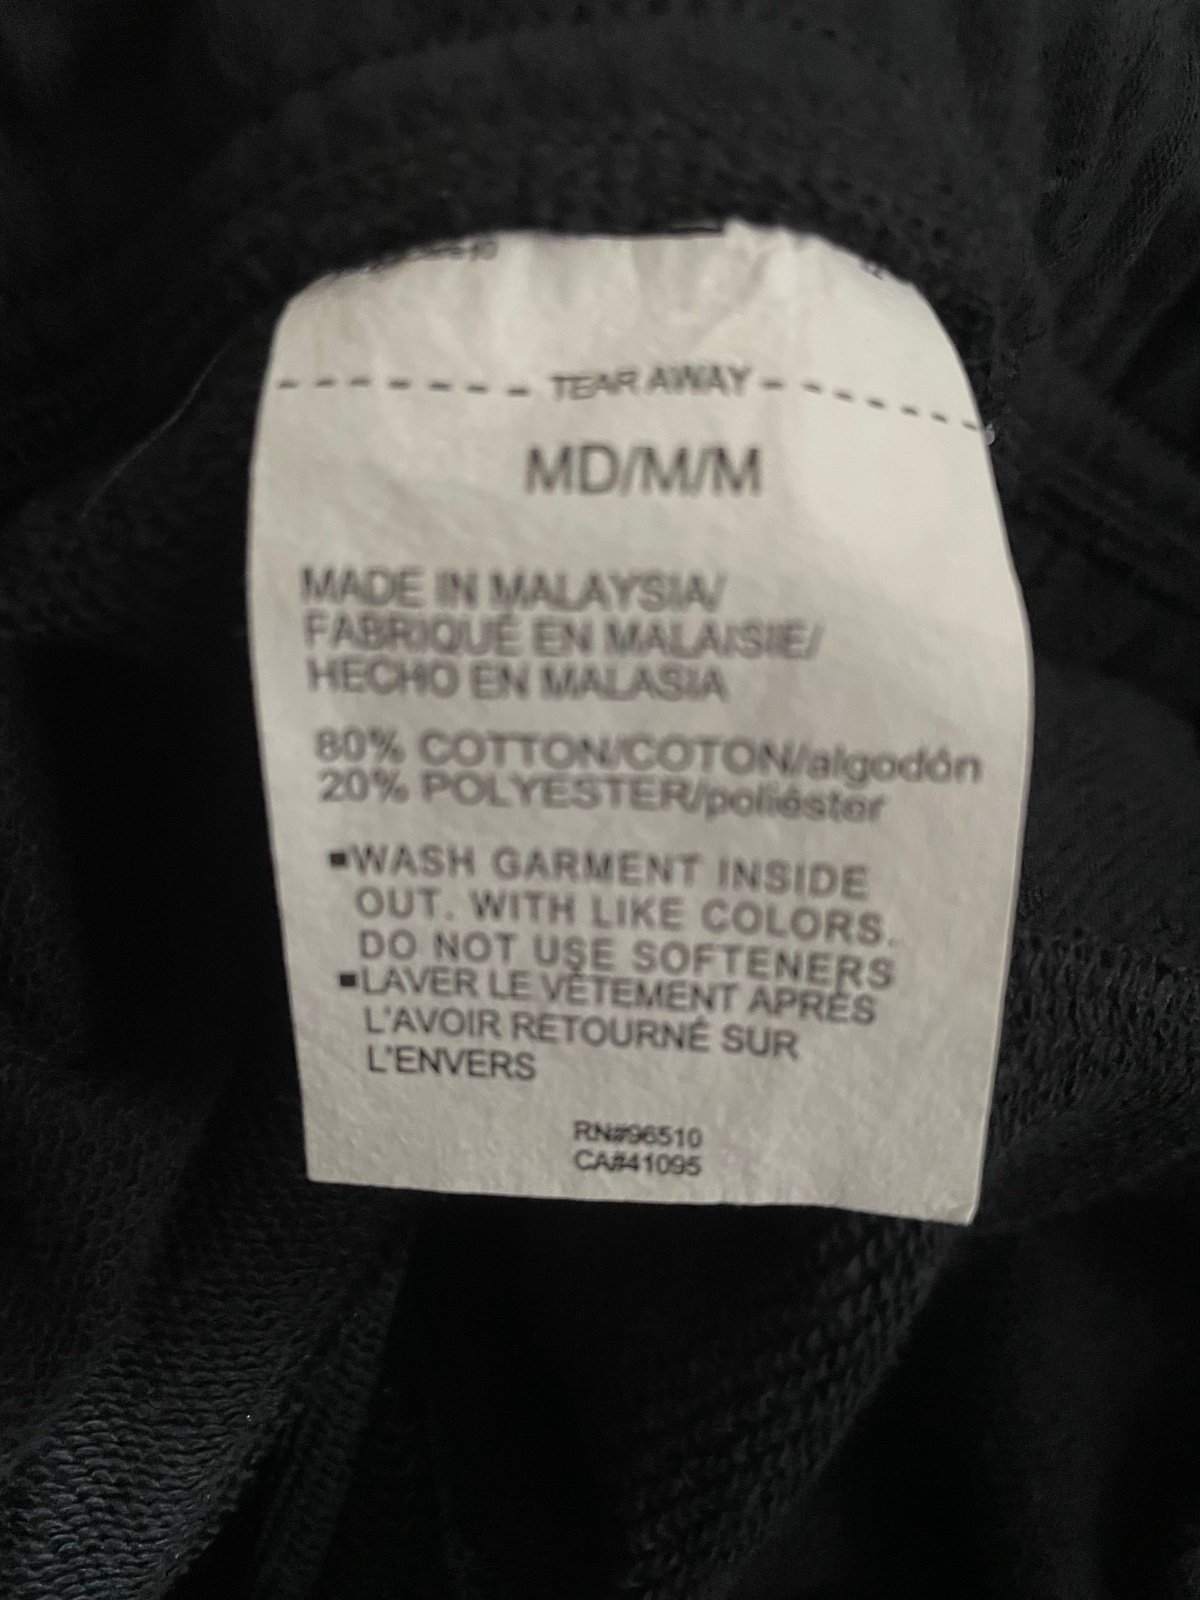 TEAR AWAY
MD/M/M
MADE IN MALAYSIA/
FABRIQUÉ EN MALAISIE/
HECHO EN MALASIA
80% COTTON/COTON/algodón
20% POLYESTER/poliéster
▪WASH GARMENT INSIDE
OUT. WITH LIKE COLORS.
DO NOT USE SOFTENERS
▪LAVER LE VÊTEMENT APRÈS
L'AVOIR RETOURNÉ SUR
L'ENVERS
RN#96510
CA#41095